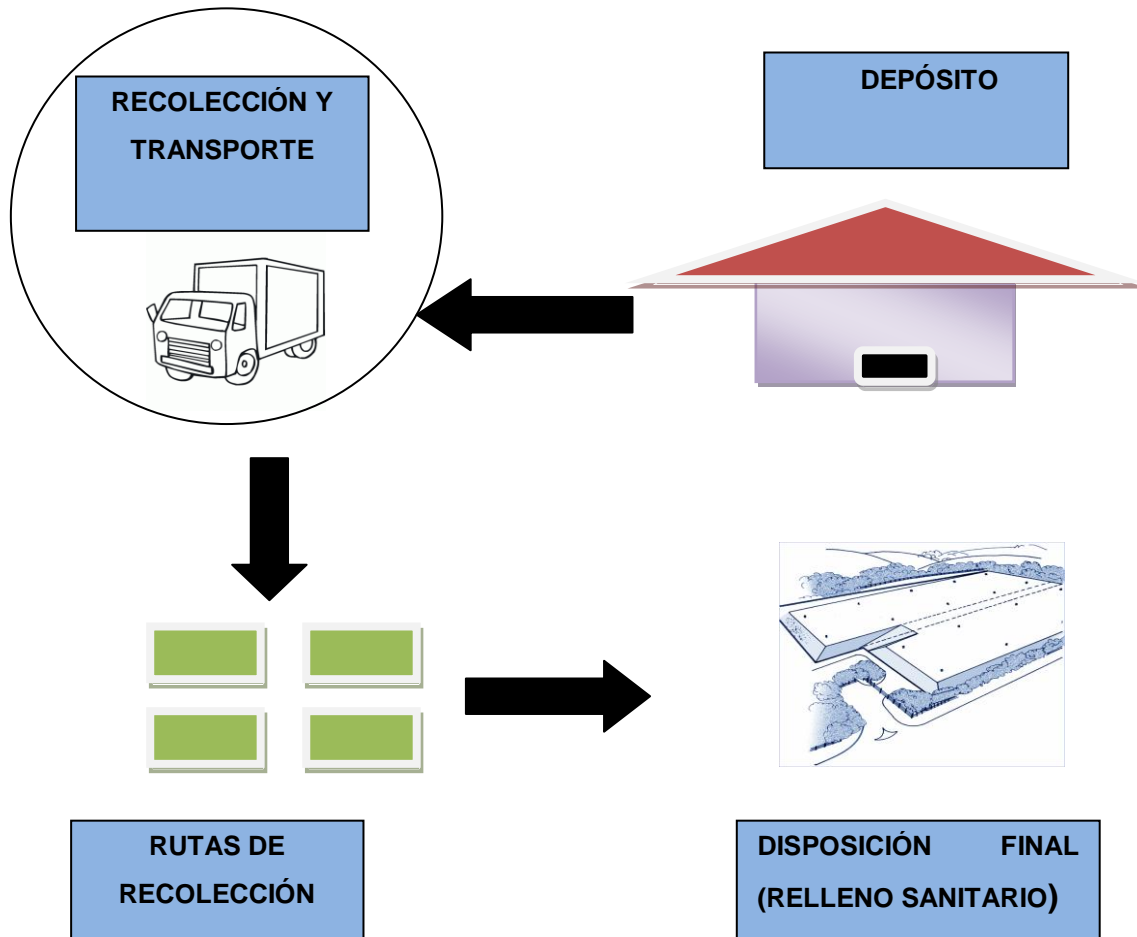 RECOLECCIÓN Y
TRANSPORTE
DEPÓSITO
RUTAS DE
RECOLECCIÓN
DISPOSICIÓN FINAL
(RELLENO SANITARIO)